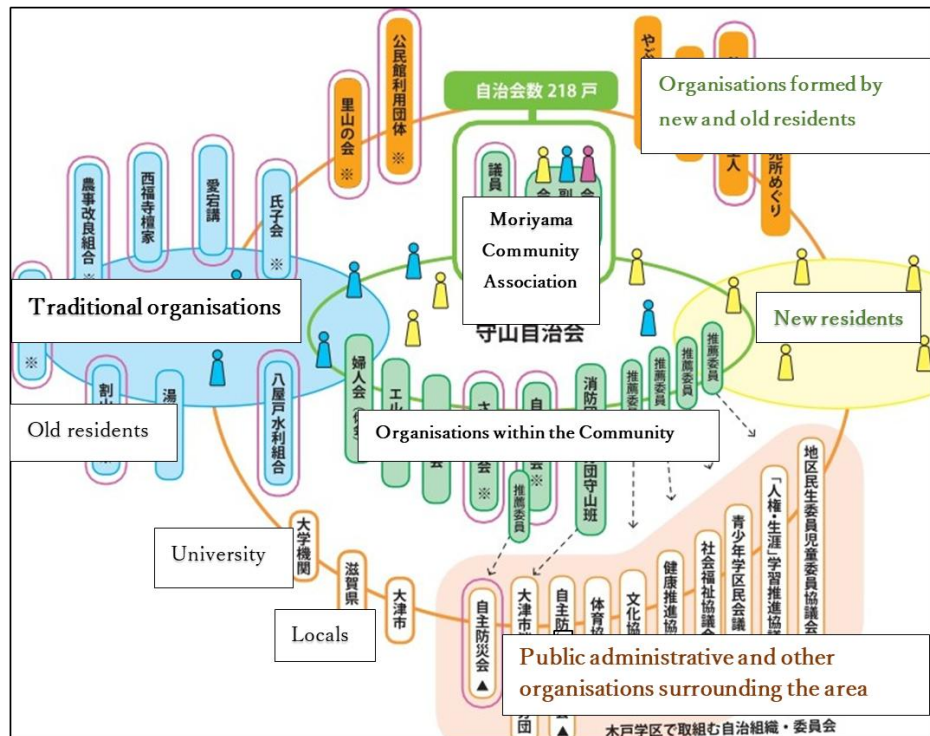 公民館利用団体 ※
里山の会 ※
自治会数 218 戸
Organisations formed by
new and old residents
農事改良組合 ※
西福寺檀家
愛宕講
氏子会 ※
議員
Moriyama
Community
Association
守山自治会
Traditional organisations
New residents
※
Old residents
八屋戸水利組合
婦人会
推薦委員
推薦委員
推薦委員
推薦委員
Organisations within the Community
※
※
推薦委員
University
大学機関
Locals
滋賀県
大津市
自主防災会 ▲
大津市
自主防
▲
体育協
文化協
健康推進協
社会福祉協議会
青少年学区民会議
「人権・生涯」学習推進協議
地区民生委員児童委員協議会
Public administrative and other
organisations surrounding the area
木戸学区で取組む自治組織・委員会